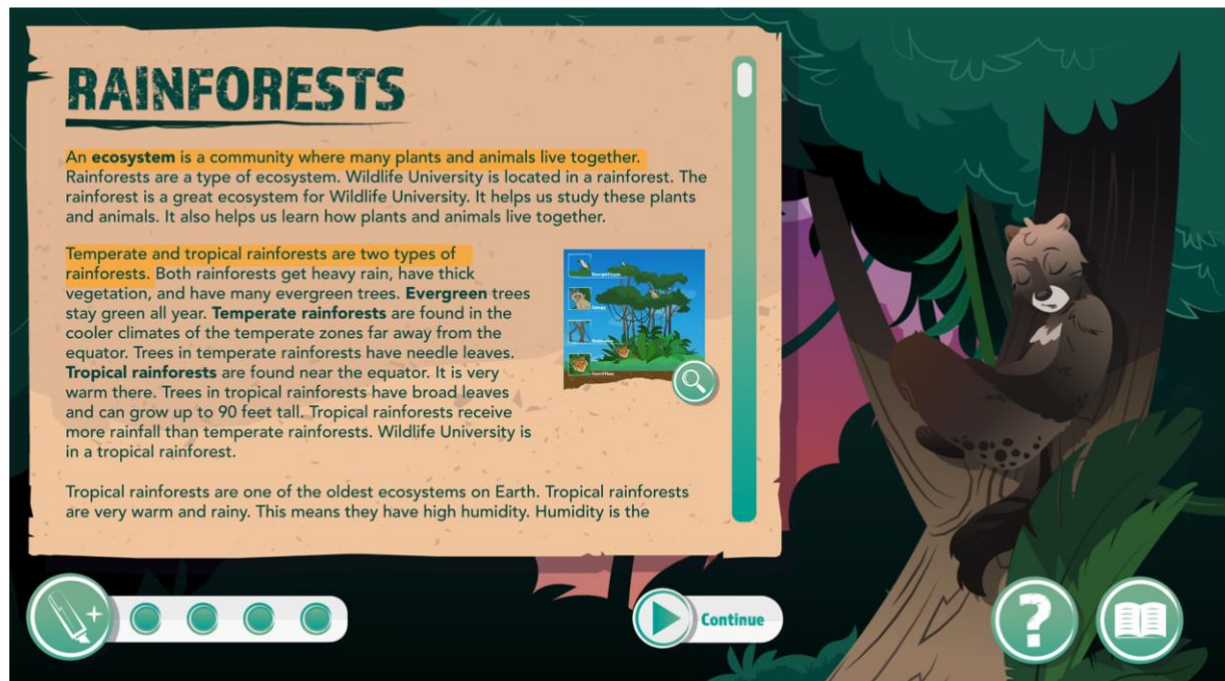 RAINFORESTS
An ecosystem is a community where many plants and animals live together.
Rainforests are a type of ecosystem. Wildlife University is located in a rainforest. The
rainforest is a great ecosystem for Wildlife University. It helps us study these plants
and animals. It also helps us learn how plants and animals live together.
Temperate and tropical rainforests are two types of
rainforests. Both rainforests get heavy rain, have thick
vegetation, and have many evergreen trees. Evergreen trees
stay green all year. Temperate rainforests are found in the
cooler climates of the temperate zones far away from the
equator. Trees in temperate rainforests have needle leaves.
Tropical rainforests are found near the equator. It is very
warm there. Trees in tropical rainforests have broad leaves
and can grow up to 90 feet tall. Tropical rainforests receive
more rainfall than temperate rainforests. Wildlife University is
in a tropical rainforest.
Tropical rainforests are one of the oldest ecosystems on Earth. Tropical rainforests
are very warm and rainy. This means they have high humidity. Humidity is the
Continue
?